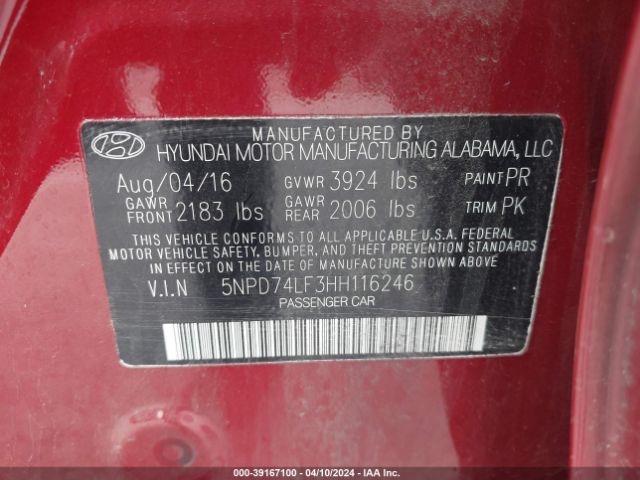 MANUFACTURED BY
HYUNDAI MOTOR MANUFACTURING ALABAMA, LLC
Aug/04/16 GVWR 3924 lbs PAINT PR
GAWR FRONT 2183 lbs GAWR REAR 2006 lbs TRIM PK
THIS VEHICLE CONFORMS TO ALL APPLICABLE U.S.A. FEDERAL
MOTOR VEHICLE SAFETY, BUMPER, AND THEFT PREVENTION STANDARDS
IN EFFECT ON THE DATE OF MANUFACTURE SHOWN ABOVE.
V.I.N 5NPD74LF3HH116246
PASSENGER CAR
000-39167100 - 04/10/2024 - IAA Inc.